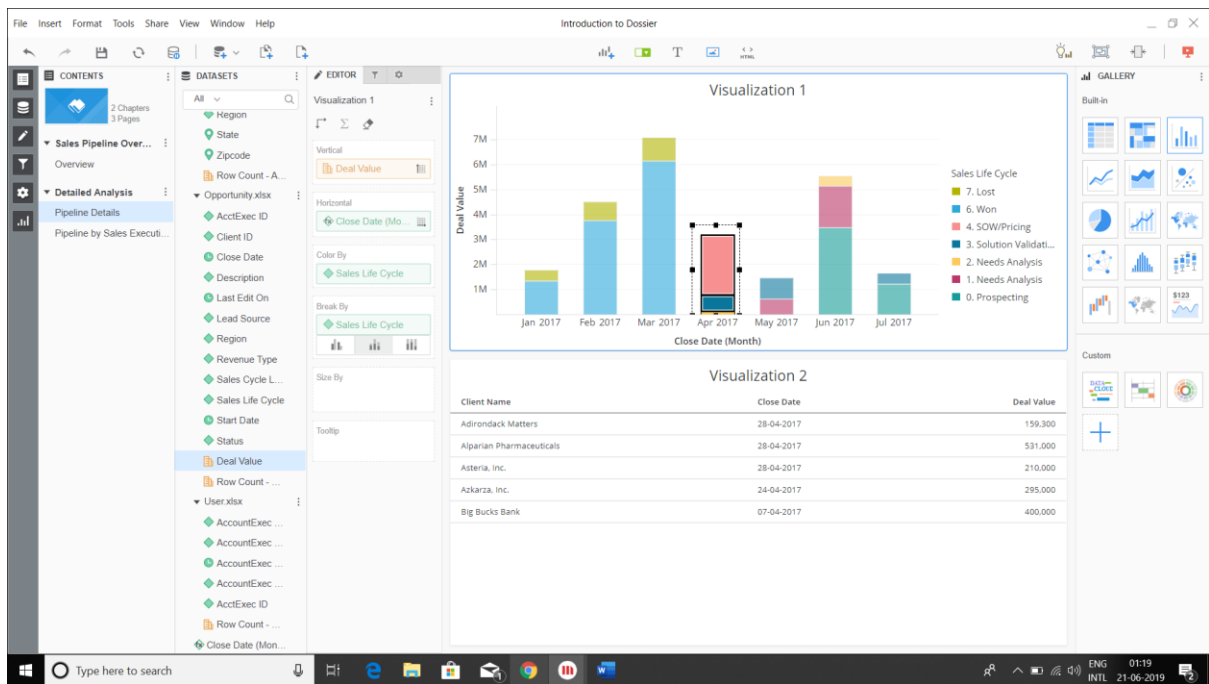 File Insert Format Tools Share View Window Help
Introduction to Dossier
T
< >
HTML
CONTENTS
2 Chapters
3 Pages
Sales Pipeline Over...
Overview
Detailed Analysis
Pipeline Details
Pipeline by Sales Executi...
DATASETS
All
Region
State
Zipcode
Row Count - A...
Opportunity.xlsx
AcctExec ID
Client ID
Close Date
Description
Last Edit On
Lead Source
Region
Revenue Type
Sales Cycle L...
Sales Life Cycle
Start Date
Status
Deal Value
Row Count - ...
User.xlsx
AccountExec ...
AccountExec ...
AccountExec ...
AccountExec ...
AcctExec ID
Row Count - ...
Close Date (Mon...
EDITOR
Visualization 1
Vertical
Deal Value
Horizontal
Close Date (Mo...
Color By
Sales Life Cycle
Break By
Sales Life Cycle
Size By
Tooltip
Visualization 1
Deal Value
7M
6M
5M
4M
3M
2M
1M
Jan 2017 Feb 2017 Mar 2017 Apr 2017 May 2017 Jun 2017 Jul 2017
Close Date (Month)
Sales Life Cycle
7. Lost
6. Won
4. SOW/Pricing
3. Solution Validati...
2. Needs Analysis
1. Needs Analysis
0. Prospecting
Visualization 2
Client Name Close Date Deal Value
Adirondack Matters 28-04-2017 159,300
Alparian Pharmaceuticals 28-04-2017 531,000
Asteria, Inc. 28-04-2017 210,000
Azkarza, Inc. 24-04-2017 295,000
Big Bucks Bank 07-04-2017 400,000
GALLERY
Built-in
$123
Custom
DATA
CLOUD
Type here to search
W
ENG 01:19
INTL 21-06-2019